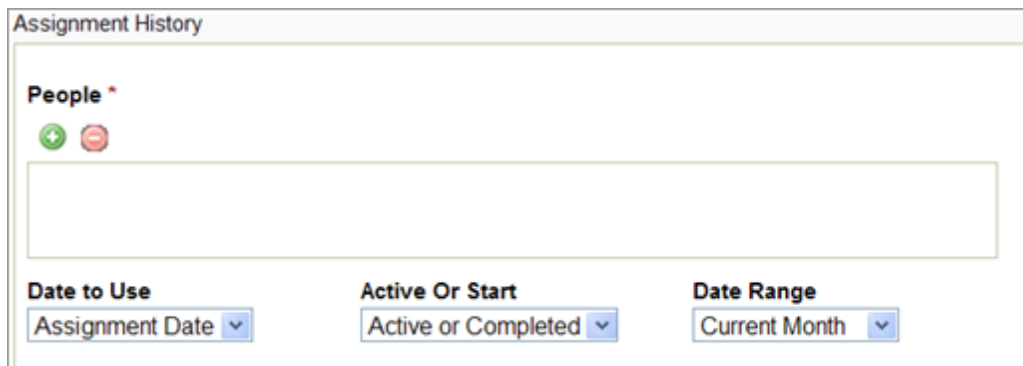 Assignment History
People *
Date to Use Active Or Start Date Range
Assignment Date Active or Completed Current Month